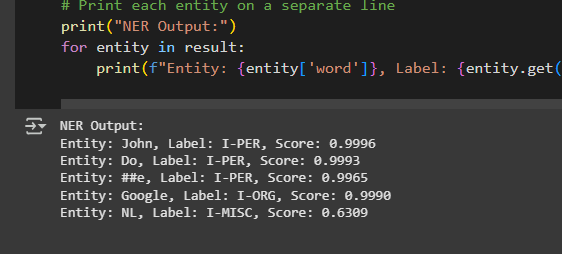 # Print each entity on a separate line
print("NER Output:")
for entity in result:
print(f"Entity: {entity['word']}, Label: {entity.get(
NER Output:
Entity: John, Label: I-PER, Score: 0.9996
Entity: Do, Label: I-PER, Score: 0.9993
Entity: ##e, Label: I-PER, Score: 0.9965
Entity: Google, Label: I-ORG, Score: 0.9990
Entity: NL, Label: I-MISC, Score: 0.6309